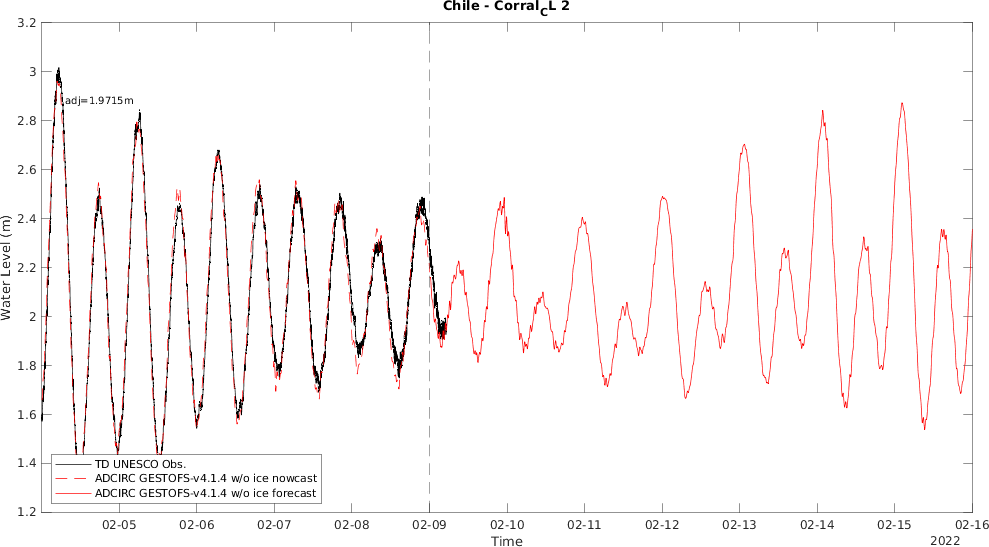 Chile - Corral_CL 2
3.2
3
2.8
2.6
2.4
2.2
2
1.8
1.6
1.4
1.2
Water Level (m)
adj=1.9715m
TD UNESCO Obs.
ADCIRC GESTOFS-v4.1.4 w/o ice nowcast
ADCIRC GESTOFS-v4.1.4 w/o ice forecast
02-05 02-06 02-07 02-08 02-09 02-10 02-11 02-12 02-13 02-14 02-15 02-16
Time
2022